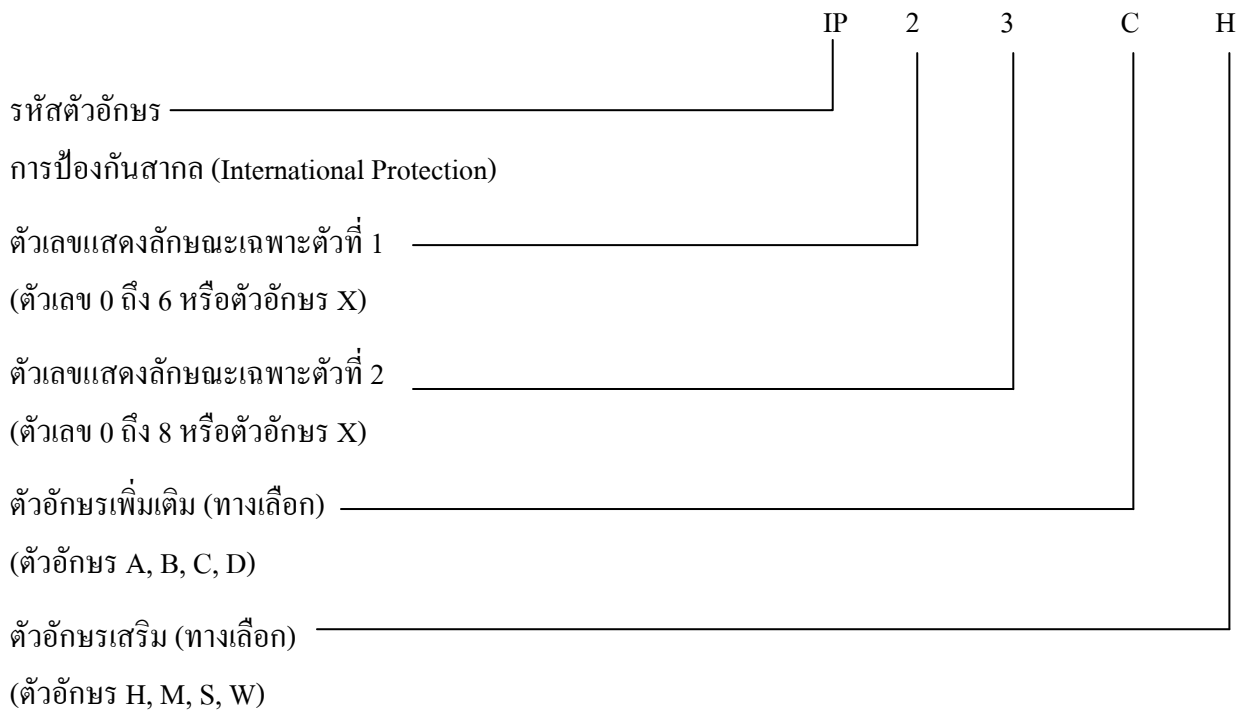 IP 2 3 C H
รหัสตัวอักษร
การป้องกันสากล (International Protection)
ตัวเลขแสดงลักษณะเฉพาะตัวที่ 1
(ตัวเลข 0 ถึง 6 หรือตัวอักษร X)
ตัวเลขแสดงลักษณะเฉพาะตัวที่ 2
(ตัวเลข 0 ถึง 8 หรือตัวอักษร X)
ตัวอักษรเพิ่มเติม (ทางเลือก)
(ตัวอักษร A, B, C, D)
ตัวอักษรเสริม (ทางเลือก)
(ตัวอักษร H, M, S, W)